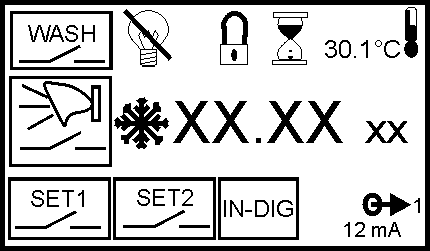 WASH
30.1°C
XX.XX xx
SET1 SET2 IN-DIG
1
12 mA